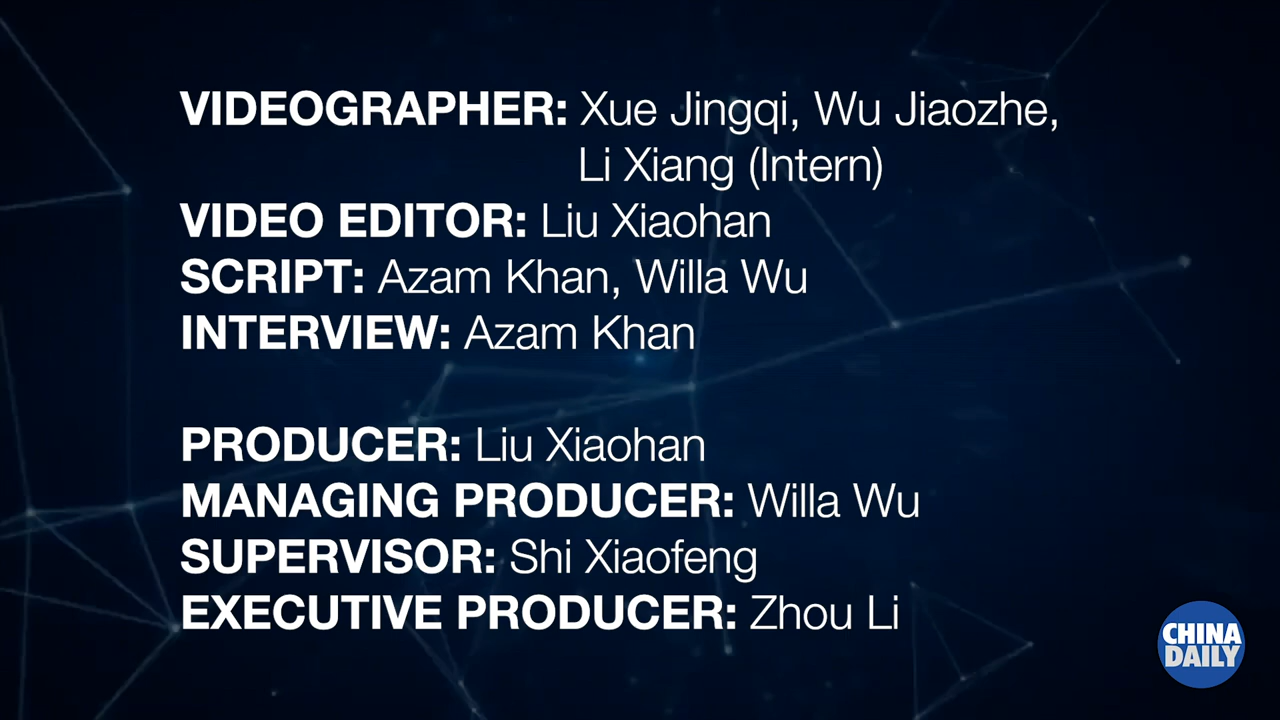 VIDEOGRAPHER: Xue Jingqi, Wu Jiaozhe,
Li Xiang (Intern)
VIDEO EDITOR: Liu Xiaohan
SCRIPT: Azam Khan, Willa Wu
INTERVIEW: Azam Khan
PRODUCER: Liu Xiaohan
MANAGING PRODUCER: Willa Wu
SUPERVISOR: Shi Xiaofeng
EXECUTIVE PRODUCER: Zhou Li
CHINA
DAILY